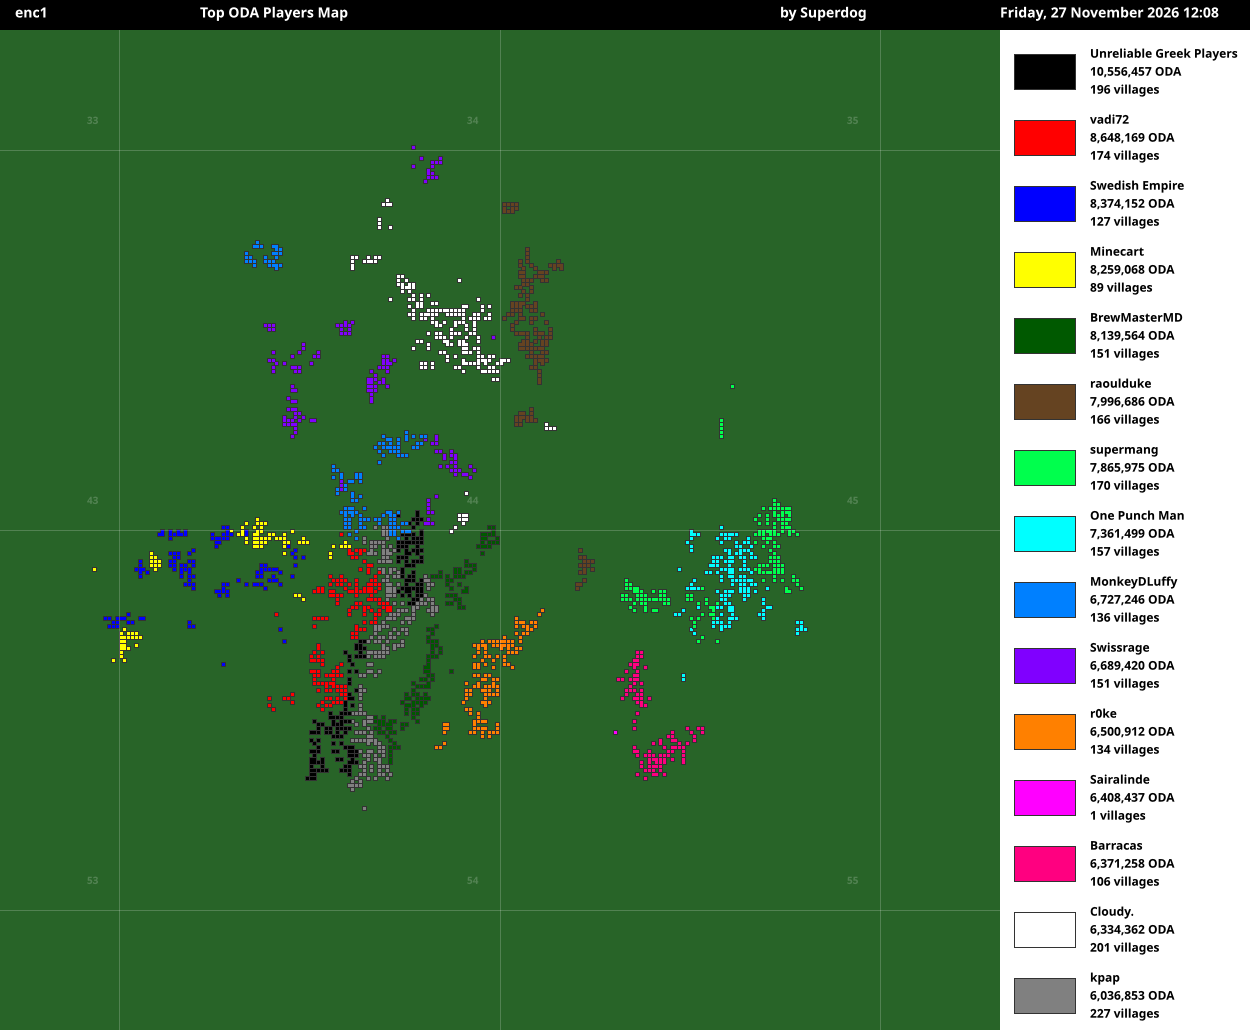 enc1 Top ODA Players Map by Superdog Friday, 27 November 2026 12:08
33 34 35
43 44 45
53 54 55
Unreliable Greek Players
10,556,457 ODA
196 villages
vadi72
8,648,169 ODA
174 villages
Swedish Empire
8,374,152 ODA
127 villages
Minecart
8,259,068 ODA
89 villages
BrewMasterMD
8,139,564 ODA
151 villages
raoulduke
7,996,686 ODA
166 villages
supermang
7,865,975 ODA
170 villages
One Punch Man
7,361,499 ODA
157 villages
MonkeyDLuffy
6,727,246 ODA
136 villages
Swissrage
6,689,420 ODA
151 villages
r0ke
6,500,912 ODA
134 villages
Sairalinde
6,408,437 ODA
1 villages
Barracas
6,371,258 ODA
106 villages
Cloudy.
6,334,362 ODA
201 villages
kpap
6,036,853 ODA
227 villages